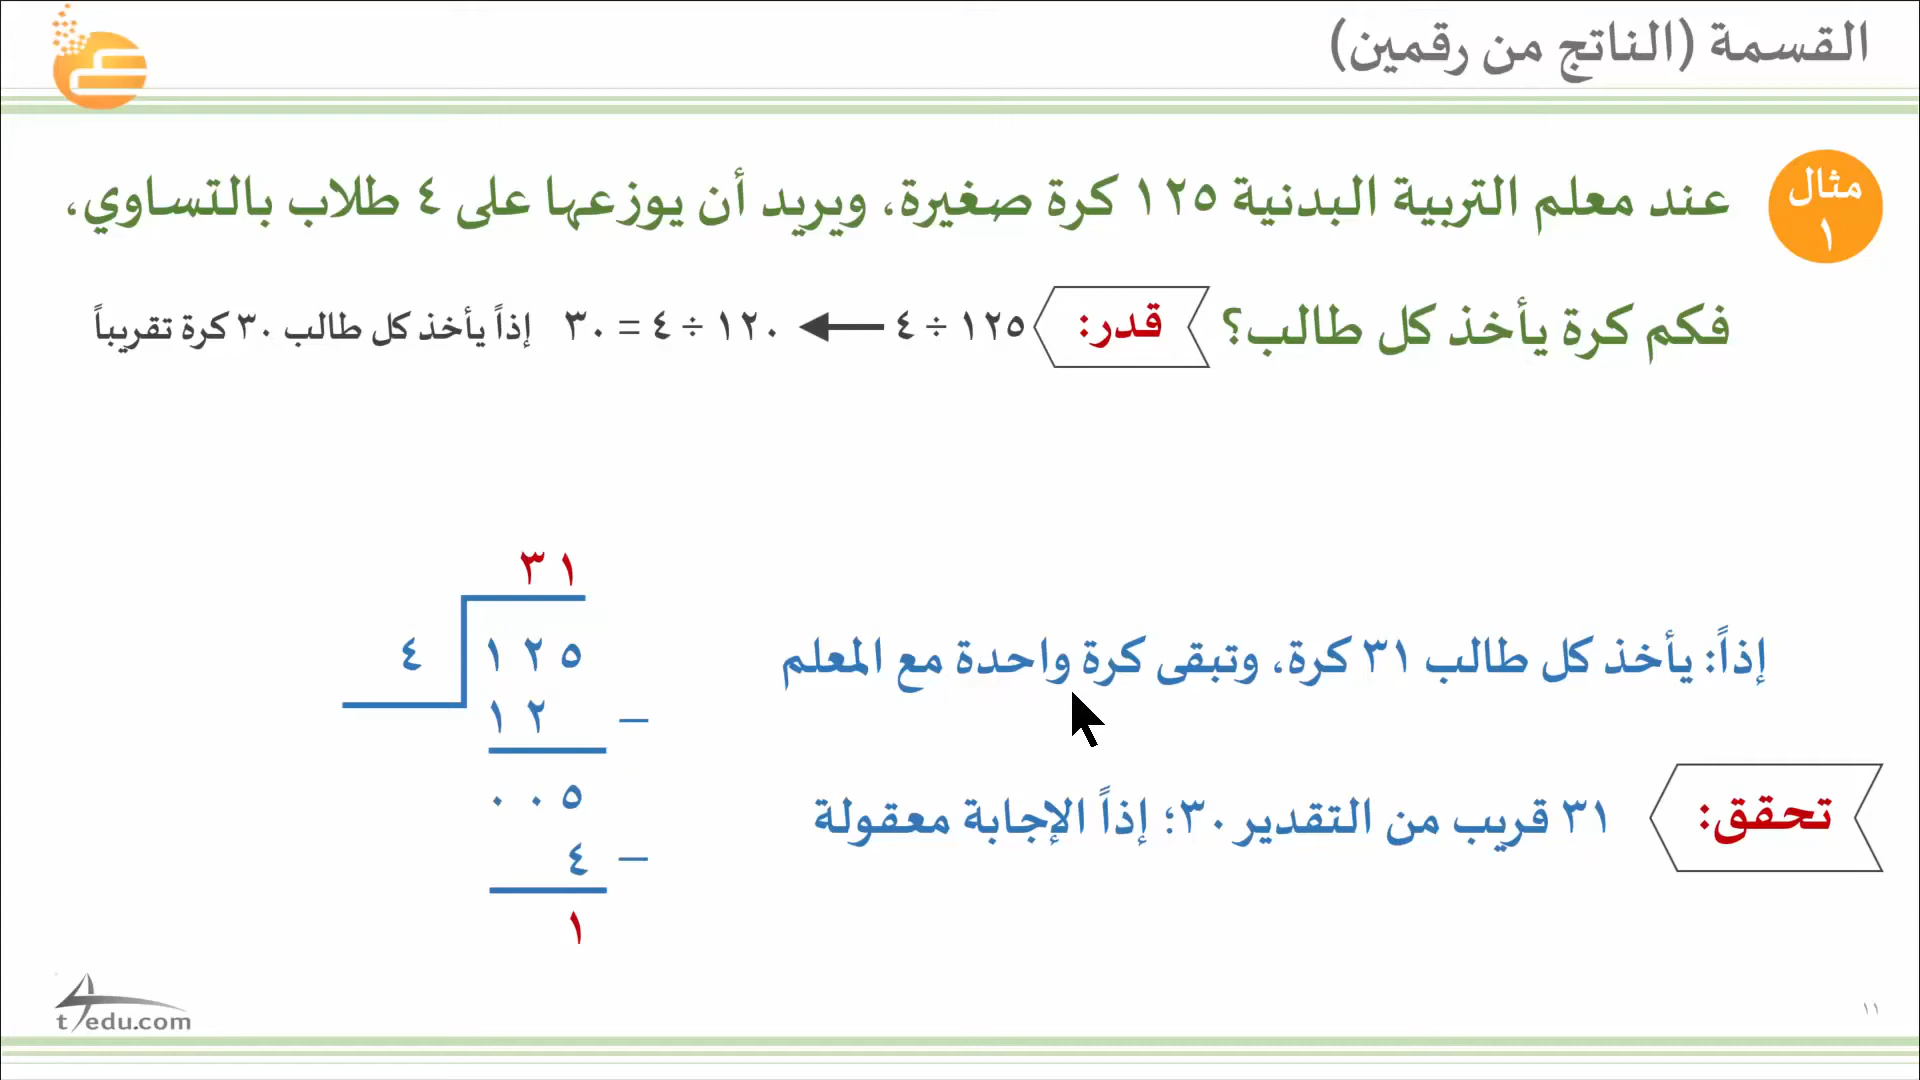 القسمة (الناتج من رقمين)
مثال
١
عند معلم التربية البدنية ١٢٥ كرة صغيرة، ويريد أن يوزعها على ٤ طلاب بالتساوي،
فكم كرة يأخذ كل طالب؟
قدر:
١٢٥ ÷ ٤ ← ١٢٠ ÷ ٤ = ٣٠ إذاً يأخذ كل طالب ٣٠ كرة تقريباً
٣١
٤ ١٢٥
١٢ −
٠٠٥
٤ −
١
إذاً: يأخذ كل طالب ٣١ كرة، وتبقى كرة واحدة مع المعلم
تحقق:
٣١ قريب من التقدير ٣٠؛ إذاً الإجابة معقولة
t4edu.com
١١